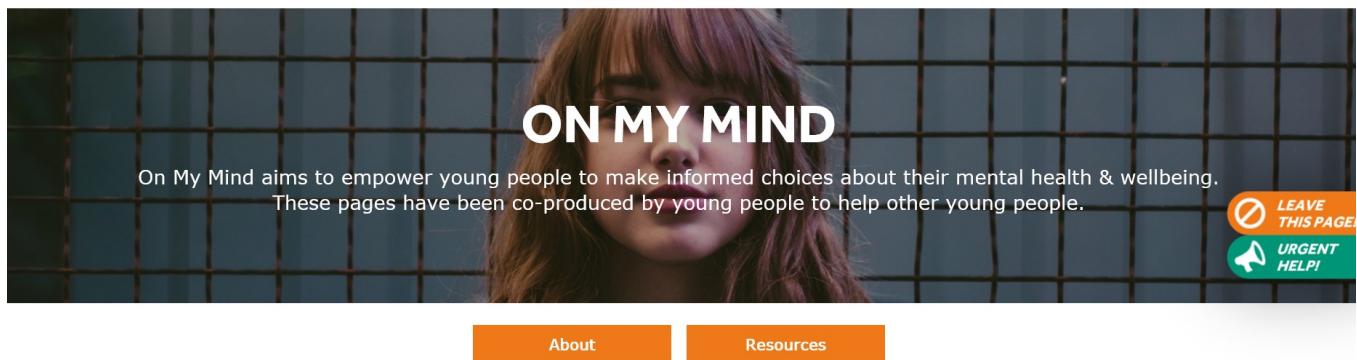 ON MY MIND
On My Mind aims to empower young people to make informed choices about their mental health & wellbeing.
These pages have been co-produced by young people to help other young people.
LEAVE
THIS PAGE!
URGENT
HELP!
About
Resources